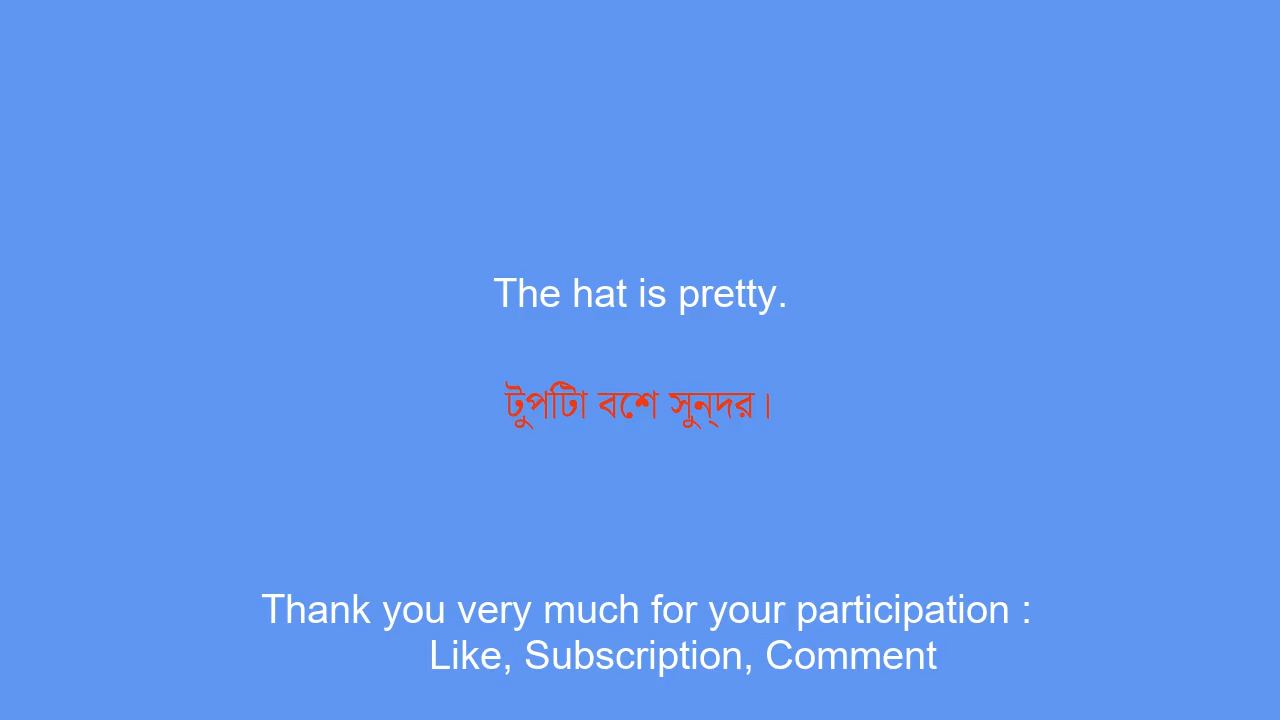 The hat is pretty.
টুপিটা বেশ সুন্দর।
Thank you very much for your participation :
Like, Subscription, Comment